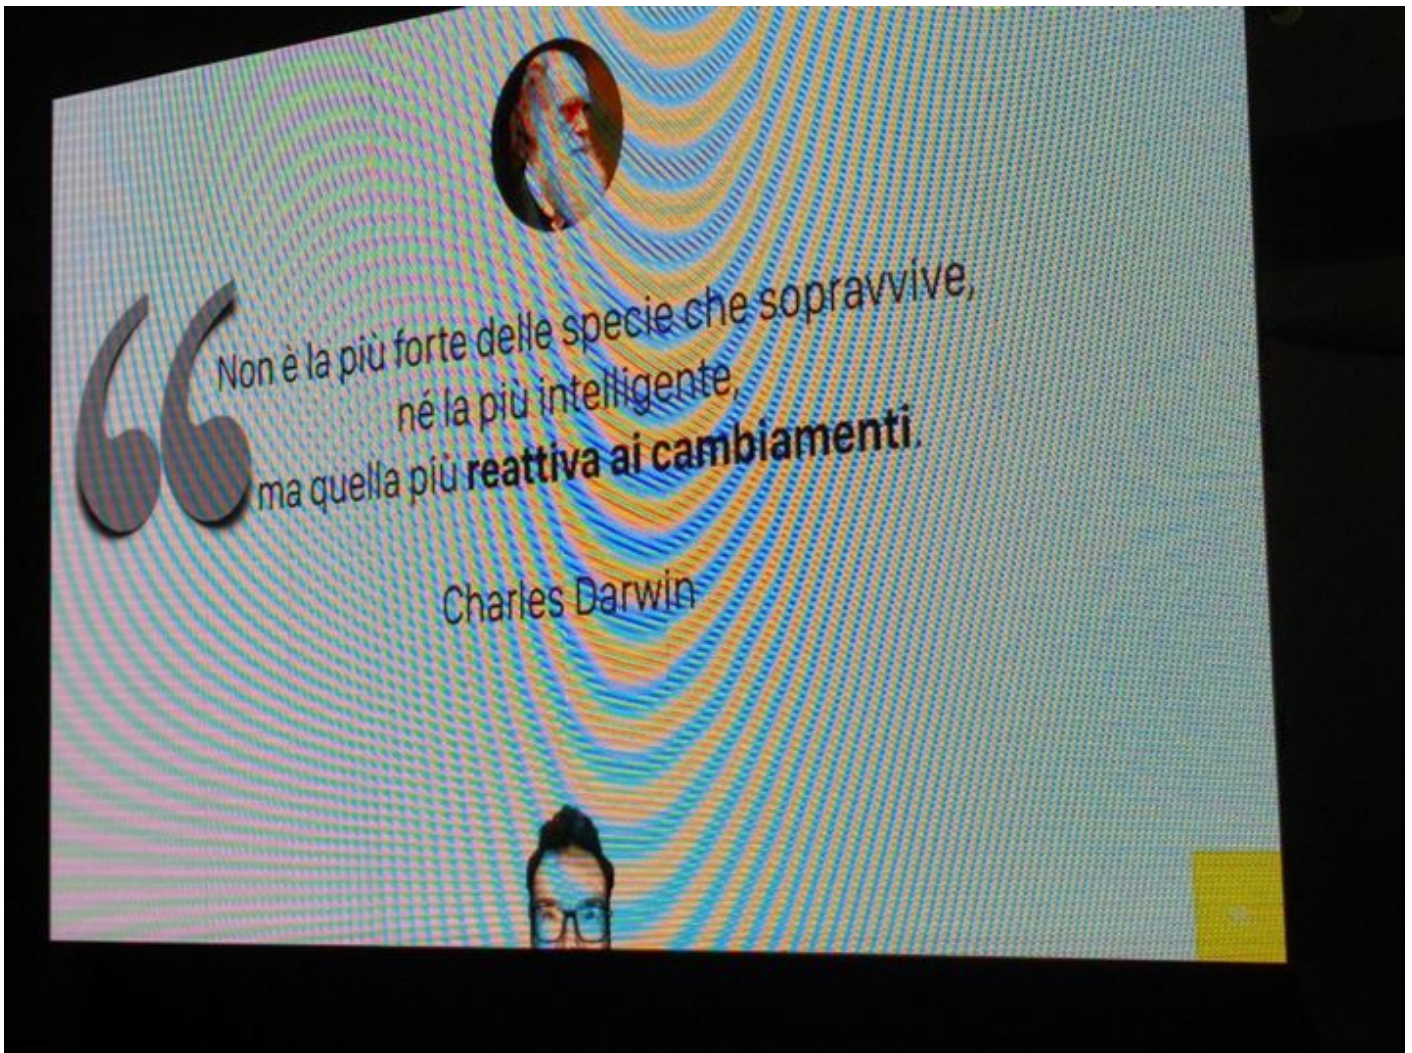 Non è la più forte delle specie che sopravvive,
né la più intelligente,
ma quella più reattiva ai cambiamenti.
Charles Darwin